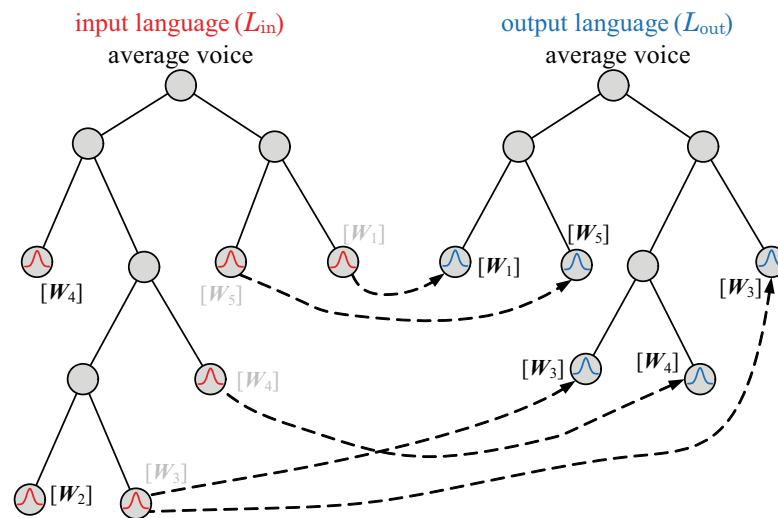 input language (Lin)
average voice
output language (Lout)
average voice
[W1]
[W5]
[W1]
[W4]
[W5]
[W3]
[W4]
[W3]
[W4]
[W3]
[W2]